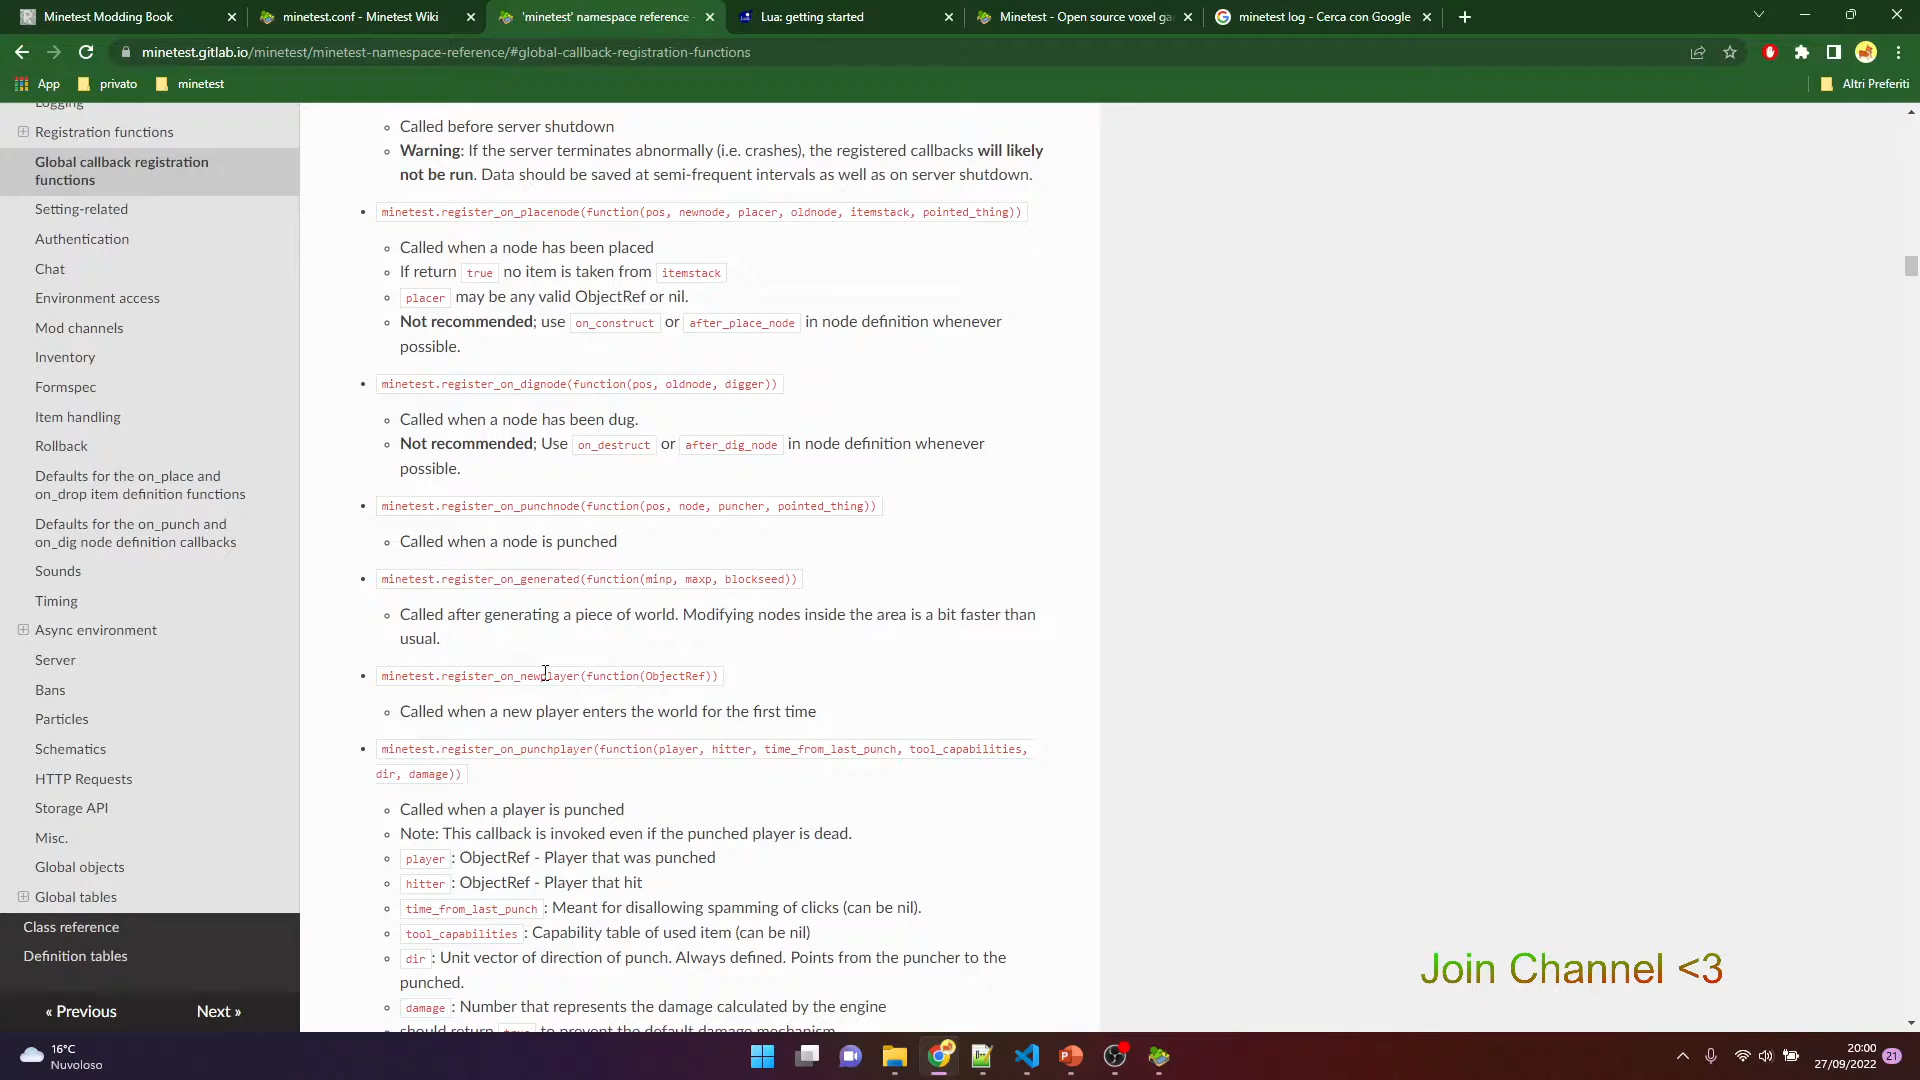 Minetest Modding Book
minetest.conf - Minetest Wiki
'minetest' namespace reference
Lua: getting started
Minetest - Open source voxel ga
minetest log - Cerca con Google
minetest.gitlab.io/minetest/minetest-namespace-reference/#global-callback-registration-functions
App
privato
minetest
Altri Preferiti
Logging
Registration functions
Global callback registration
functions
Setting-related
Authentication
Chat
Environment access
Mod channels
Inventory
Formspec
Item handling
Rollback
Defaults for the on_place and
on_drop item definition functions
Defaults for the on_punch and
on_dig node definition callbacks
Sounds
Timing
Async environment
Server
Bans
Particles
Schematics
HTTP Requests
Storage API
Misc.
Global objects
Global tables
Class reference
Definition tables
« Previous
Next »
Called before server shutdown
Warning: If the server terminates abnormally (i.e. crashes), the registered callbacks will likely
not be run. Data should be saved at semi-frequent intervals as well as on server shutdown.
minetest.register_on_placenode(function(pos, newnode, placer, oldnode, itemstack, pointed_thing))
Called when a node has been placed
If return true no item is taken from itemstack
placer may be any valid ObjectRef or nil.
Not recommended; use on_construct or after_place_node in node definition whenever
possible.
minetest.register_on_dignode(function(pos, oldnode, digger))
Called when a node has been dug.
Not recommended; Use on_destruct or after_dig_node in node definition whenever
possible.
minetest.register_on_punchnode(function(pos, node, puncher, pointed_thing))
Called when a node is punched
minetest.register_on_generated(function(minp, maxp, blockseed))
Called after generating a piece of world. Modifying nodes inside the area is a bit faster than
usual.
minetest.register_on_newplayer(function(ObjectRef))
Called when a new player enters the world for the first time
minetest.register_on_punchplayer(function(player, hitter, time_from_last_punch, tool_capabilities,
dir, damage))
Called when a player is punched
Note: This callback is invoked even if the punched player is dead.
player: ObjectRef - Player that was punched
hitter: ObjectRef - Player that hit
time_from_last_punch: Meant for disallowing spamming of clicks (can be nil).
tool_capabilities: Capability table of used item (can be nil)
dir: Unit vector of direction of punch. Always defined. Points from the puncher to the
punched.
damage: Number that represents the damage calculated by the engine
should return true to prevent the default damage mechanism
Join Channel <3
16°C
Nuvoloso
20:00
27/09/2022
21